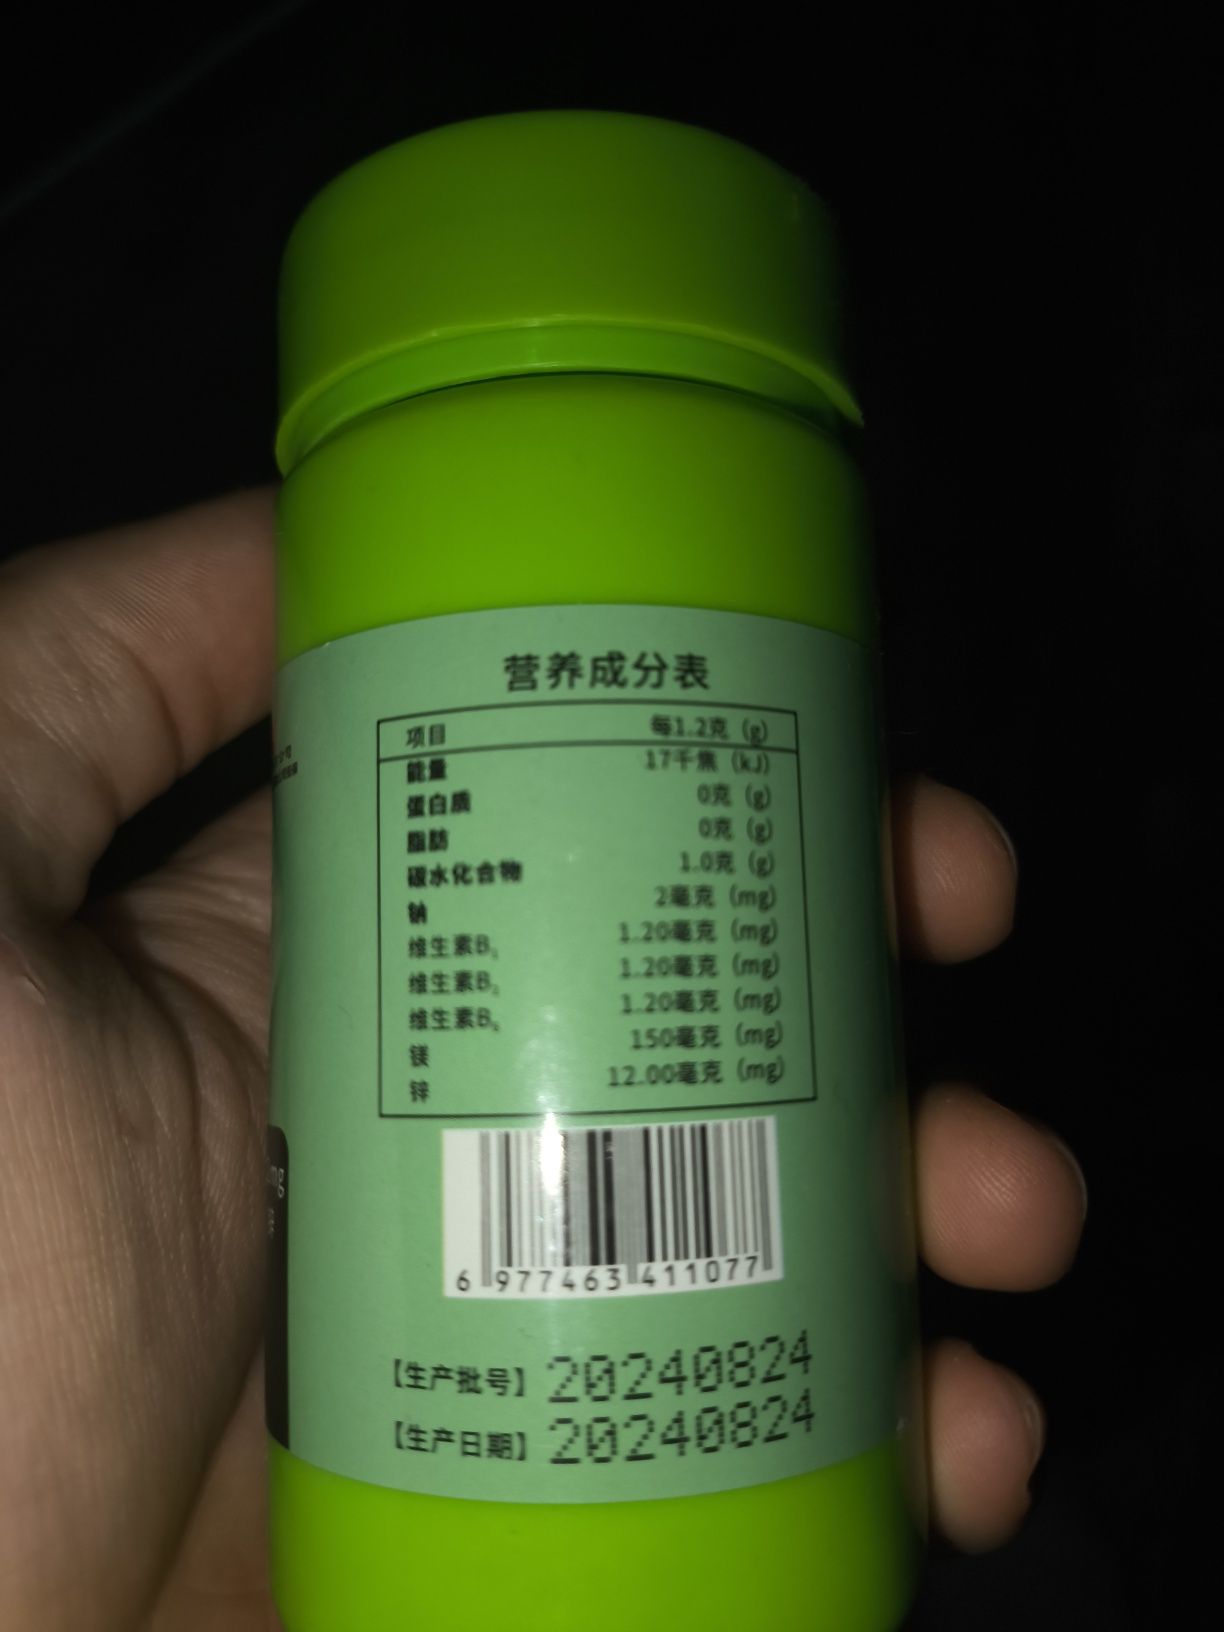 营养成分表
项目 每1.2克（g）
能量 17千焦（kJ）
蛋白质 0克（g）
脂肪 0克（g）
碳水化合物 1.0克（g）
钠 2毫克（mg）
维生素B₁ 1.20毫克（mg）
维生素B₂ 1.20毫克（mg）
维生素B₆ 1.20毫克（mg）
镁 150毫克（mg）
锌 12.00毫克（mg）
mg
6 977463 411077
【生产批号】20240824
【生产日期】20240824